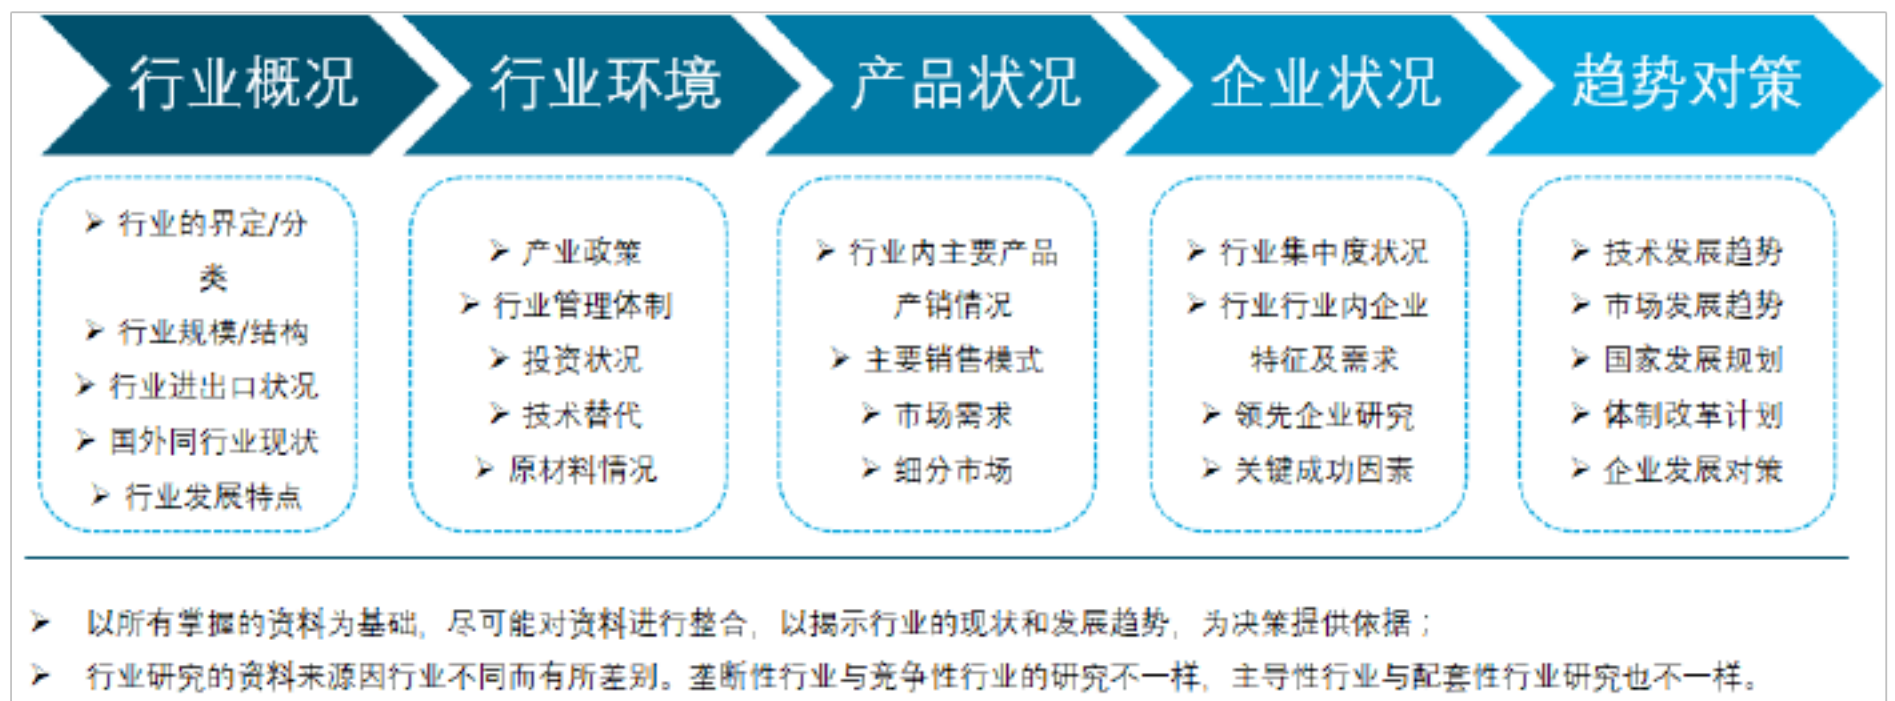 行业概况
行业环境
产品状况
企业状况
趋势对策
➢ 行业的界定/分
类
➢ 行业规模/结构
➢ 行业进出口状况
➢ 国外同行业现状
➢ 行业发展特点
➢ 产业政策
➢ 行业管理体制
➢ 投资状况
➢ 技术替代
➢ 原材料情况
➢ 行业内主要产品
产销情况
➢ 主要销售模式
➢ 市场需求
➢ 细分市场
➢ 行业集中度状况
➢ 行业行业内企业
特征及需求
➢ 领先企业研究
➢ 关键成功因素
➢ 技术发展趋势
➢ 市场发展趋势
➢ 国家发展规划
➢ 体制改革计划
➢ 企业发展对策
➢ 以所有掌握的资料为基础，尽可能对资料进行整合，以揭示行业的现状和发展趋势，为决策提供依据；
➢ 行业研究的资料来源因行业不同而有所差别。垄断性行业与竞争性行业的研究不一样，主导性行业与配套性行业研究也不一样。